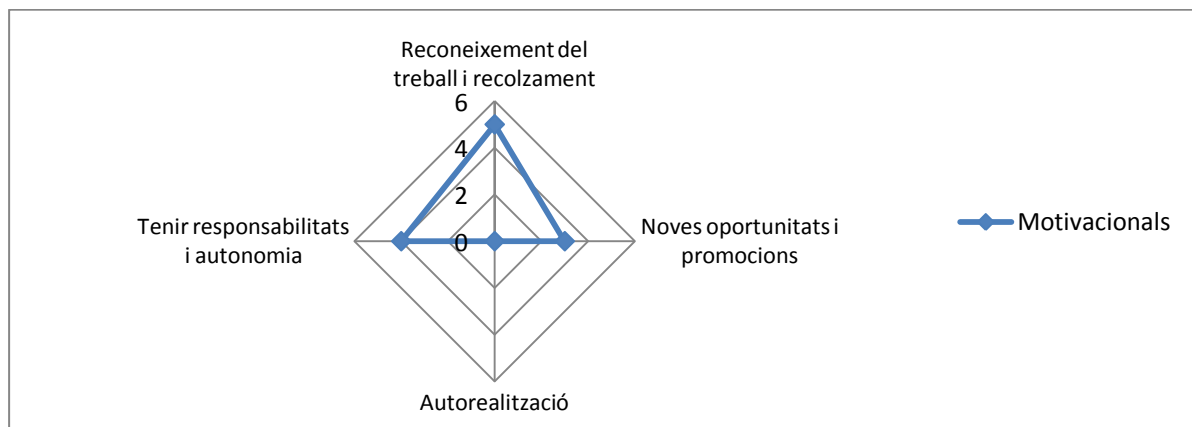 Reconeixement del
treball i recolzament
6
4
2
0
Tenir responsabilitats
i autonomia
Noves oportunitats i
promocions
Motivacionals
Autorealització